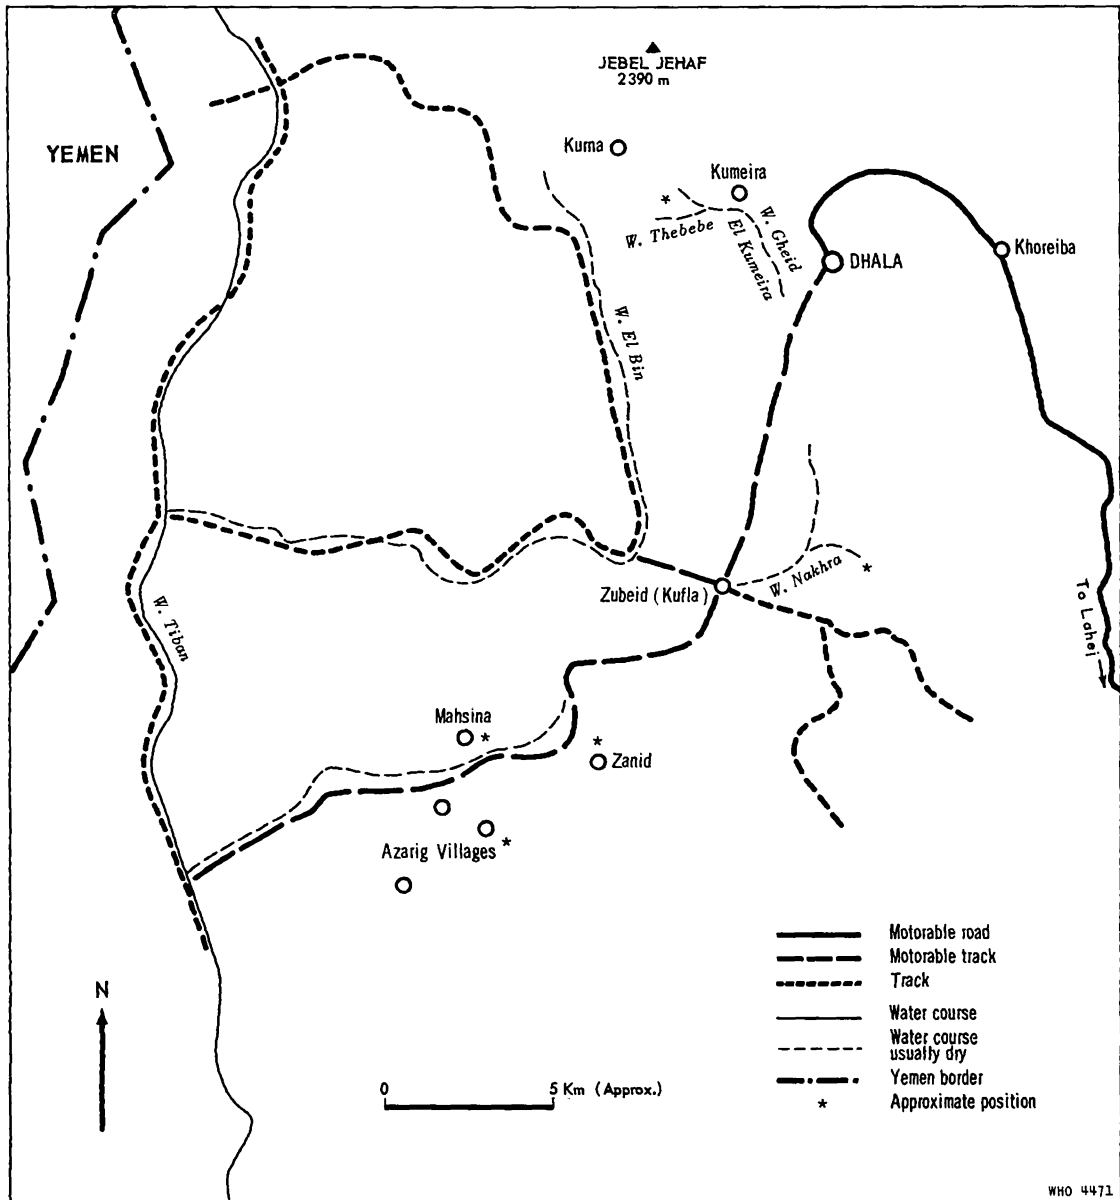 JEBEL JEHAF
2390 m
YEMEN
Kuma
Kumeira
W. Thebebe
W. Gheid
El Kumeira
DHALA
Khoreiba
W. El Bin
W. Nakhra
Zubeid (Kufla)
To Lahej
W. Tiban
Mahsina
*
*
Zanid
Azarig Villages *
N
0 5 Km (Approx.)
Motorable road
Motorable track
Track
Water course
Water course
usually dry
Yemen border
* Approximate position
WHO 4471